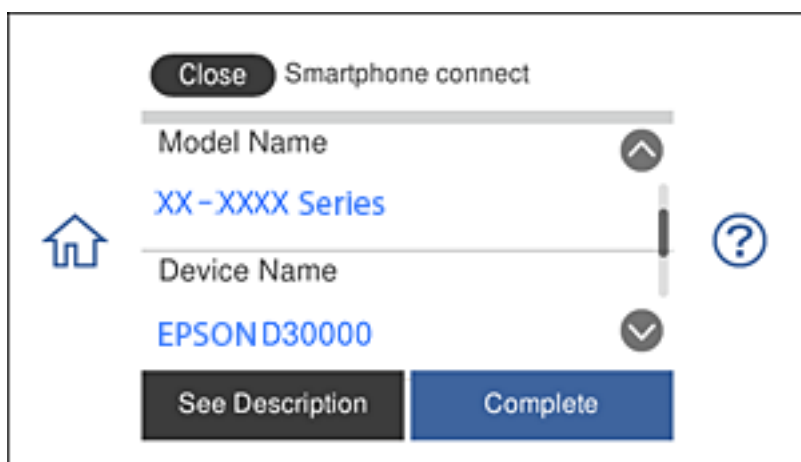 Close Smartphone connect
Model Name
XX-XXXX Series
Device Name
EPSON D30000
See Description Complete